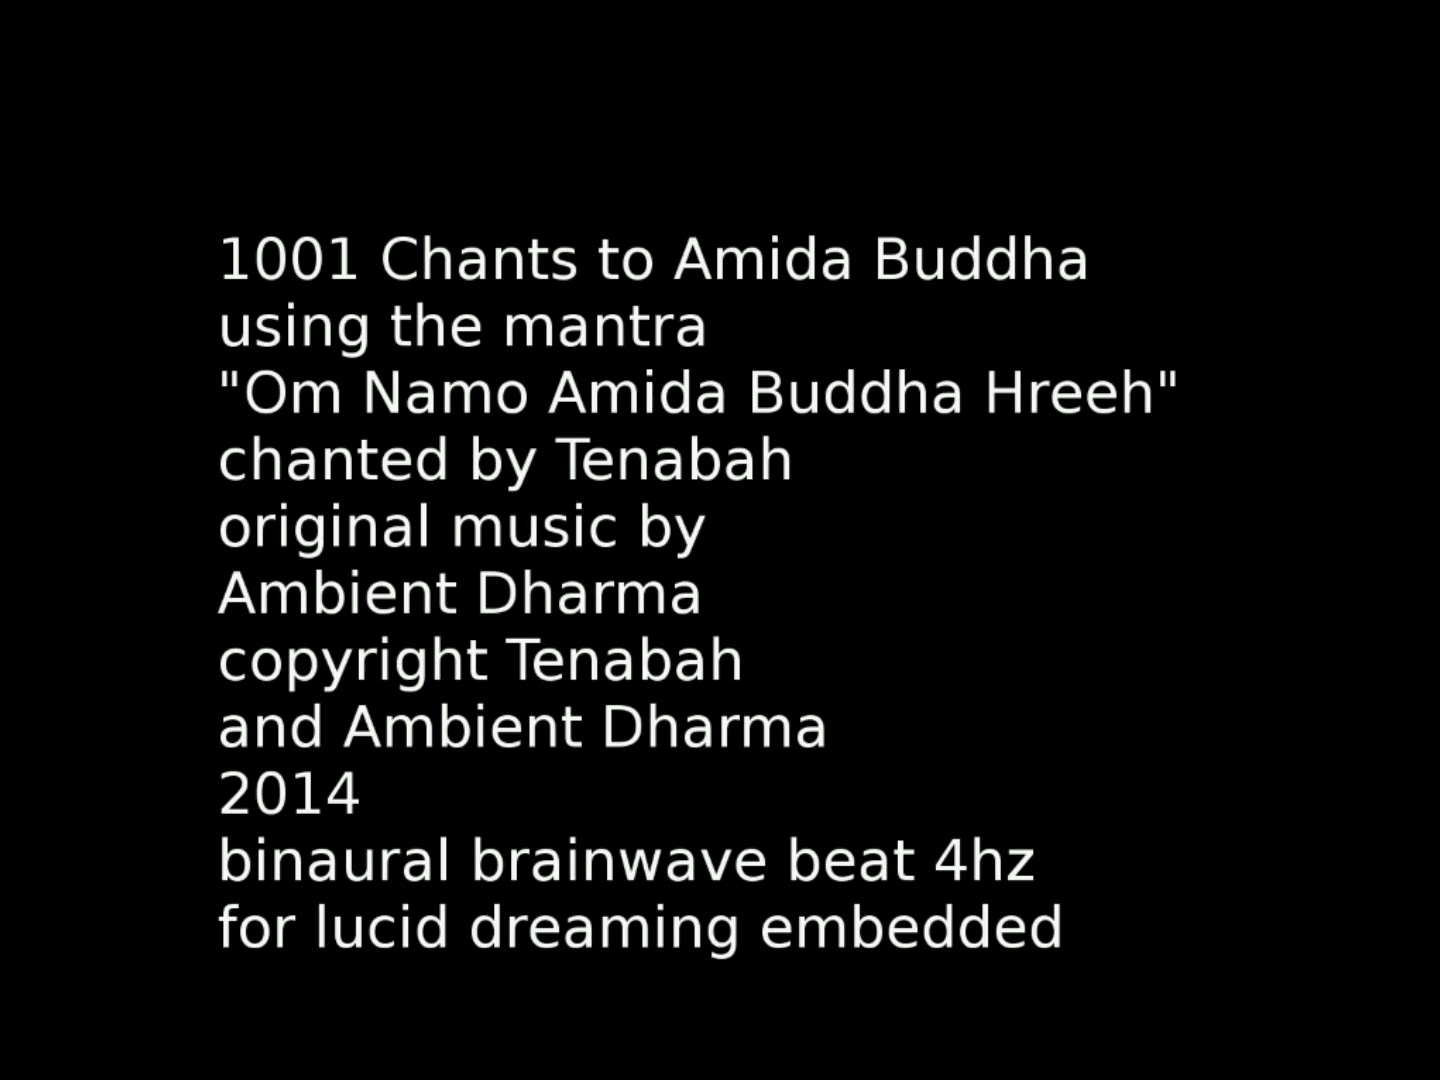 1001 Chants to Amida Buddha
using the mantra
"Om Namo Amida Buddha Hreeh"
chanted by Tenabah
original music by
Ambient Dharma
copyright Tenabah
and Ambient Dharma
2014
binaural brainwave beat 4hz
for lucid dreaming embedded